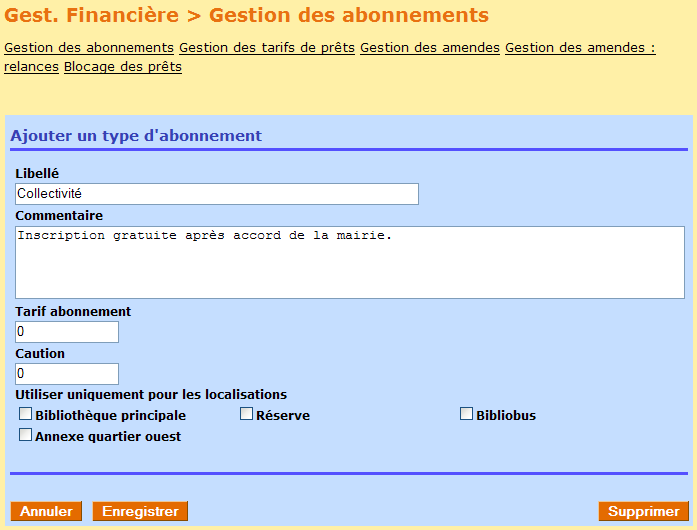 Gest. Financière > Gestion des abonnements
Gestion des abonnements Gestion des tarifs de prêts Gestion des amendes Gestion des amendes :
relances Blocage des prêts
Ajouter un type d'abonnement
Libellé
Collectivité
Commentaire
Inscription gratuite après accord de la mairie.
Tarif abonnement
0
Caution
0
Utiliser uniquement pour les localisations
Bibliothèque principale Réserve Bibliobus
Annexe quartier ouest
Annuler Enregistrer Supprimer